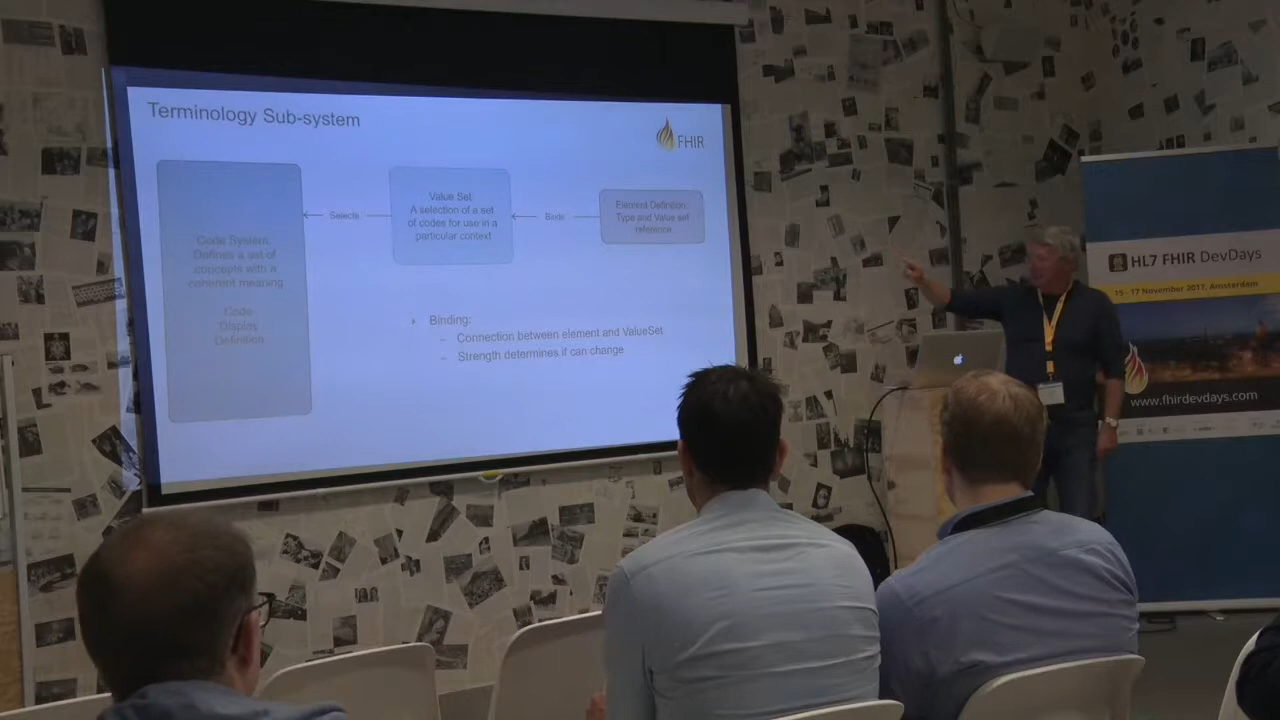 Terminology Sub-system
FHIR
Code System:
Defines a set of
concepts with a
coherent meaning
Code
Display
Definition
Selects
Value Set:
A selection of a set
of codes for use in a
particular context
Binds
Element Definition:
Type and Value set
reference
Binding:
– Connection between element and ValueSet
– Strength determines if can change
HL7 FHIR DevDays
15 - 17 November 2017, Amsterdam
www.fhirdevdays.com